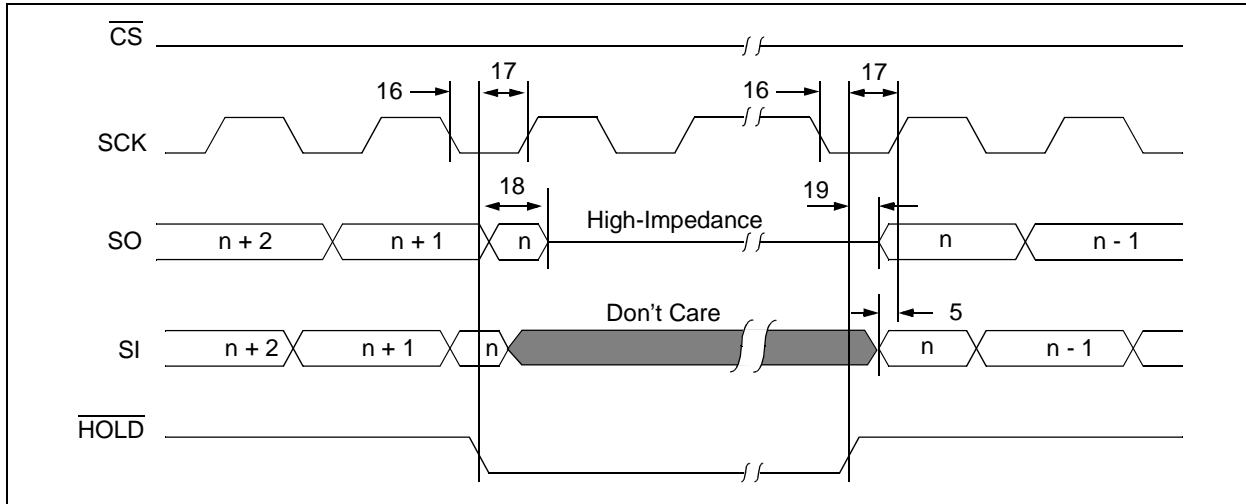 CS
16 17 16 17
SCK
18 19
High-Impedance
SO n + 2 n + 1 n n n - 1
Don't Care 5
SI n + 2 n + 1 n n n - 1
HOLD